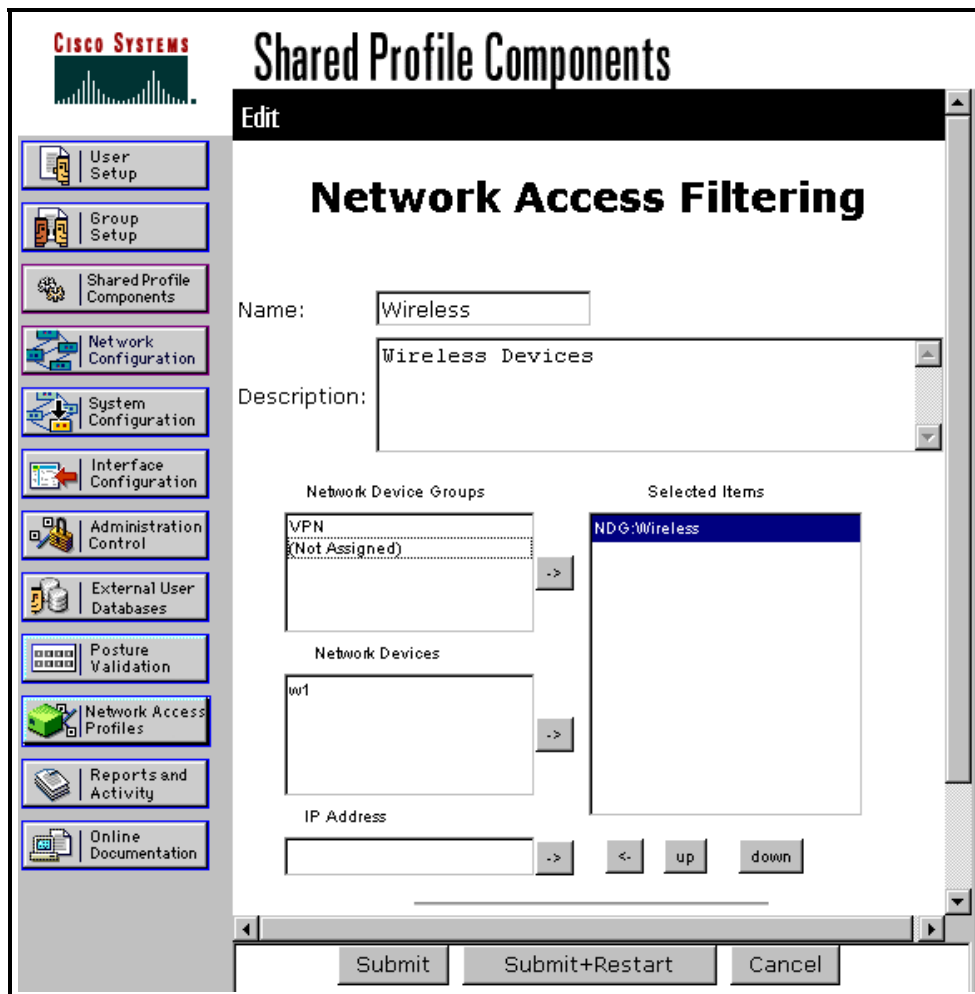 CISCO SYSTEMS
Shared Profile Components
Edit
User
Setup
Group
Setup
Shared Profile
Components
Network
Configuration
System
Configuration
Interface
Configuration
Administration
Control
External User
Databases
Posture
Validation
Network Access
Profiles
Reports and
Activity
Online
Documentation
Network Access Filtering
Name: Wireless
Description: Wireless Devices
Network Device Groups
VPN
(Not Assigned)
->
Selected Items
NDG:Wireless
Network Devices
w1
->
IP Address
->
<- up down
Submit Submit+Restart Cancel